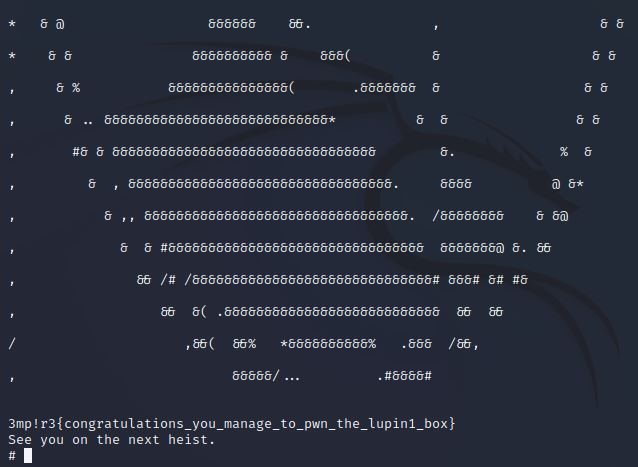 3mp!r3{congratulations_you_manage_to_pwn_the_lupin1_box}
See you on the next heist.
#